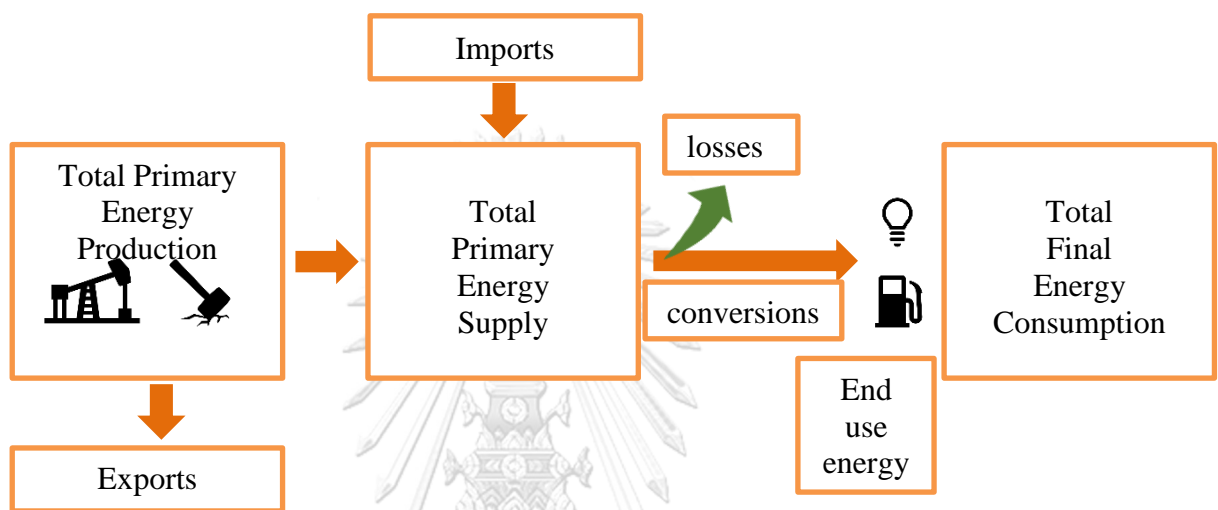 Imports
Total Primary
Energy
Production
Exports
Total
Primary
Energy
Supply
losses
conversions
End
use
energy
Total
Final
Energy
Consumption